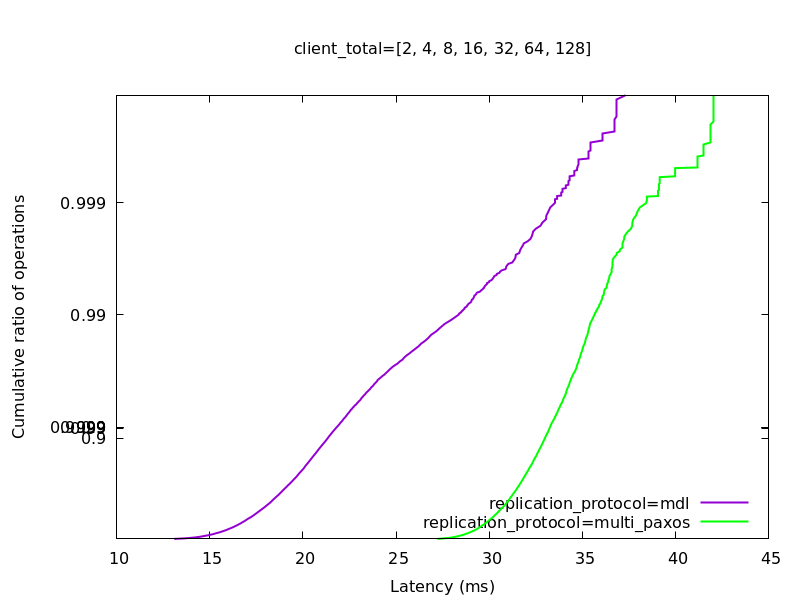 client_total=[2, 4, 8, 16, 32, 64, 128]
Cumulative ratio of operations
0.999
0.99
0.9
replication_protocol=mdl
replication_protocol=multi_paxos
10 15 20 25 30 35 40 45
Latency (ms)